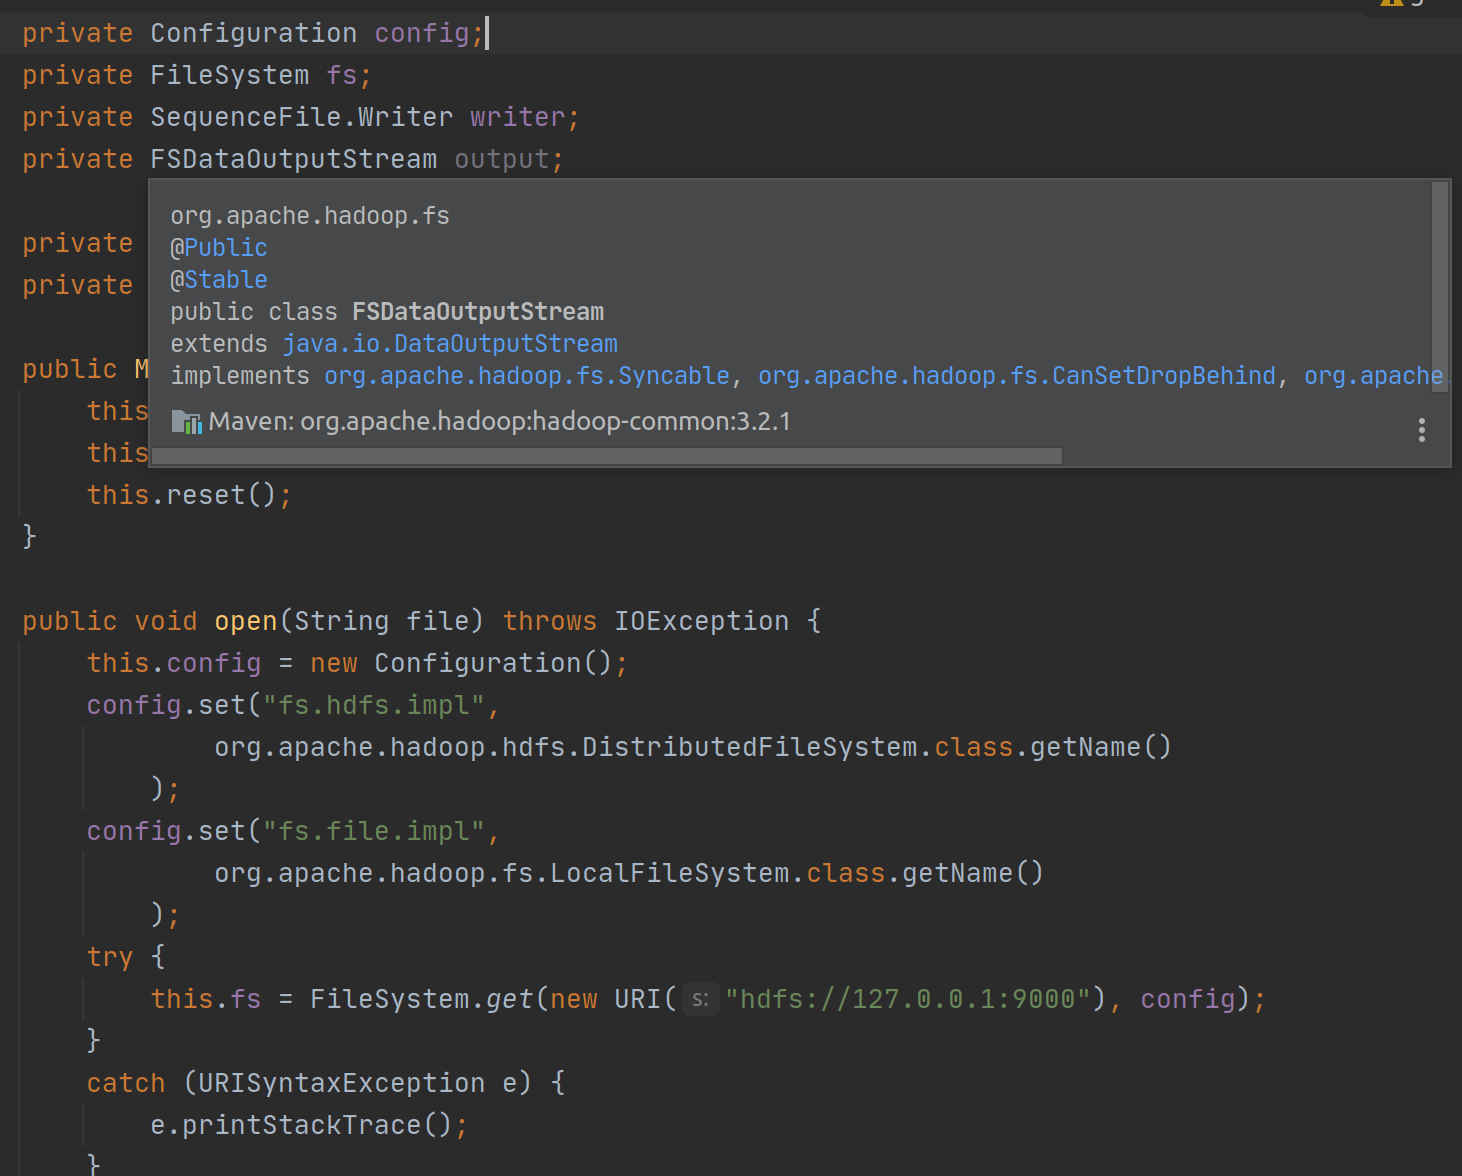 private Configuration config;
private FileSystem fs;
private SequenceFile.Writer writer;
private FSDataOutputStream output;
org.apache.hadoop.fs
@Public
private
@Stable
private
public class FSDataOutputStream
extends java.io.DataOutputStream
public M
implements org.apache.hadoop.fs.Syncable, org.apache.hadoop.fs.CanSetDropBehind, org.apache.
this
Maven: org.apache.hadoop:hadoop-common:3.2.1
this
this.reset();
}
public void open(String file) throws IOException {
this.config = new Configuration();
config.set("fs.hdfs.impl",
org.apache.hadoop.hdfs.DistributedFileSystem.class.getName()
);
config.set("fs.file.impl",
org.apache.hadoop.fs.LocalFileSystem.class.getName()
);
try {
this.fs = FileSystem.get(new URI( s: "hdfs://127.0.0.1:9000"), config);
}
catch (URISyntaxException e) {
e.printStackTrace();
}